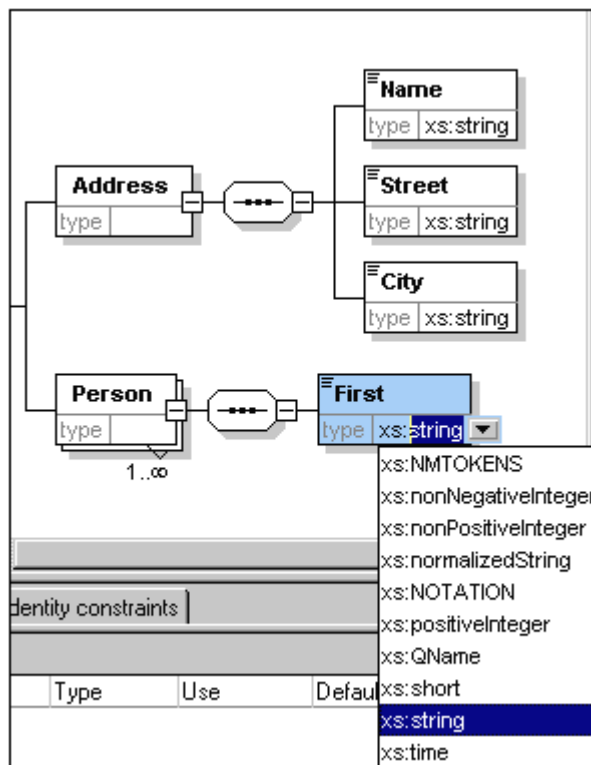 Name
type xs:string
Address
type
Street
type xs:string
City
type xs:string
Person
type
1..∞
First
type xs:string
xs:NMTOKENS
xs:nonNegativeInteger
xs:nonPositiveInteger
xs:normalizedString
xs:NOTATION
xs:positiveInteger
xs:QName
xs:short
xs:string
xs:time
dentity constraints
Type Use Defau